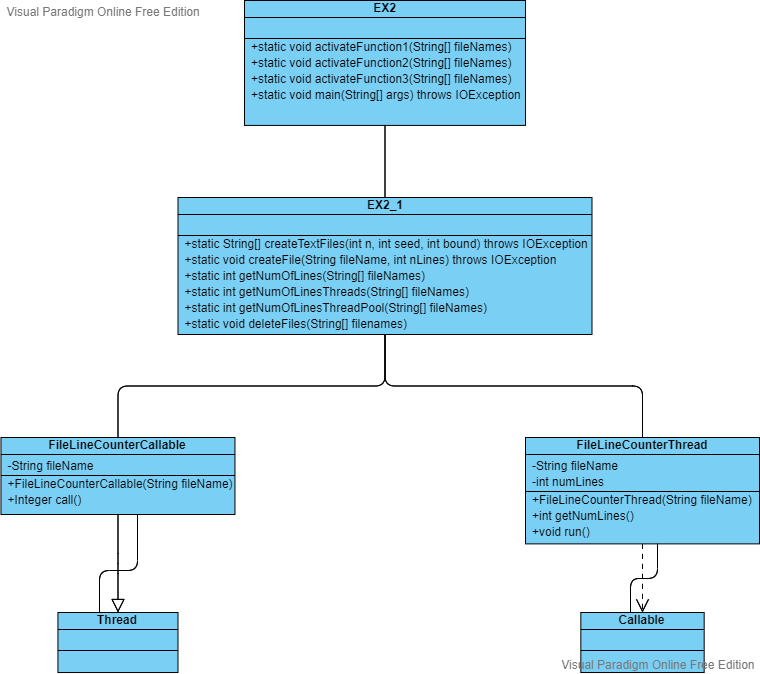 Visual Paradigm Online Free Edition
EX2
+static void activateFunction1(String[] fileNames)
+static void activateFunction2(String[] fileNames)
+static void activateFunction3(String[] fileNames)
+static void main(String[] args) throws IOException
EX2_1
+static String[] createTextFiles(int n, int seed, int bound) throws IOException
+static void createFile(String fileName, int nLines) throws IOException
+static int getNumOfLines(String[] fileNames)
+static int getNumOfLinesThreads(String[] fileNames)
+static int getNumOfLinesThreadPool(String[] fileNames)
+static void deleteFiles(String[] filenames)
FileLineCounterCallable
-String fileName
+FileLineCounterCallable(String fileName)
+Integer call()
FileLineCounterThread
-String fileName
-int numLines
+FileLineCounterThread(String fileName)
+int getNumLines()
+void run()
Thread
Callable
Visual Paradigm Online Free Edition